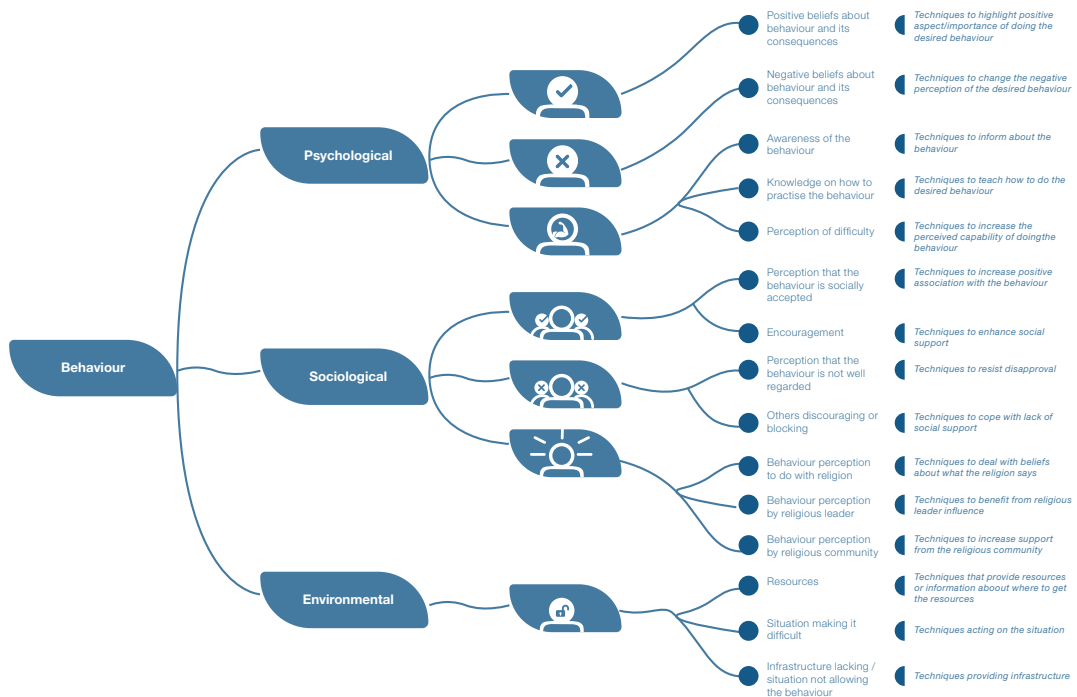 Positive beliefs about
behaviour and its
consequences
Techniques to highlight positive
aspect/importance of doing the
desired behaviour
Negative beliefs about
behaviour and its
consequences
Techniques to change the negative
perception of the desired behaviour
Psychological
Awareness of the
behaviour
Techniques to inform about the
behaviour
Knowledge on how to
practise the behaviour
Techniques to teach how to do the
desired behaviour
Perception of difficulty
Techniques to increase the
perceived capability of doingthe
behaviour
Perception that the
behaviour is socially
accepted
Techniques to increase positive
association with the behaviour
Encouragement
Techniques to enhance social
support
Behaviour
Sociological
Perception that the
behaviour is not well
regarded
Techniques to resist disapproval
Others discouraging or
blocking
Techniques to cope with lack of
social support
Behaviour perception
to do with religion
Techniques to deal with beliefs
about what the religion says
Behaviour perception
by religious leader
Techniques to benefit from religious
leader influence
Behaviour perception
by religious community
Techniques to increase support
from the religious community
Environmental
Resources
Techniques that provide resources
or information aboout where to get
the resources
Situation making it
difficult
Techniques acting on the situation
Infrastructure lacking /
situation not allowing
the behaviour
Techniques providing infrastructure